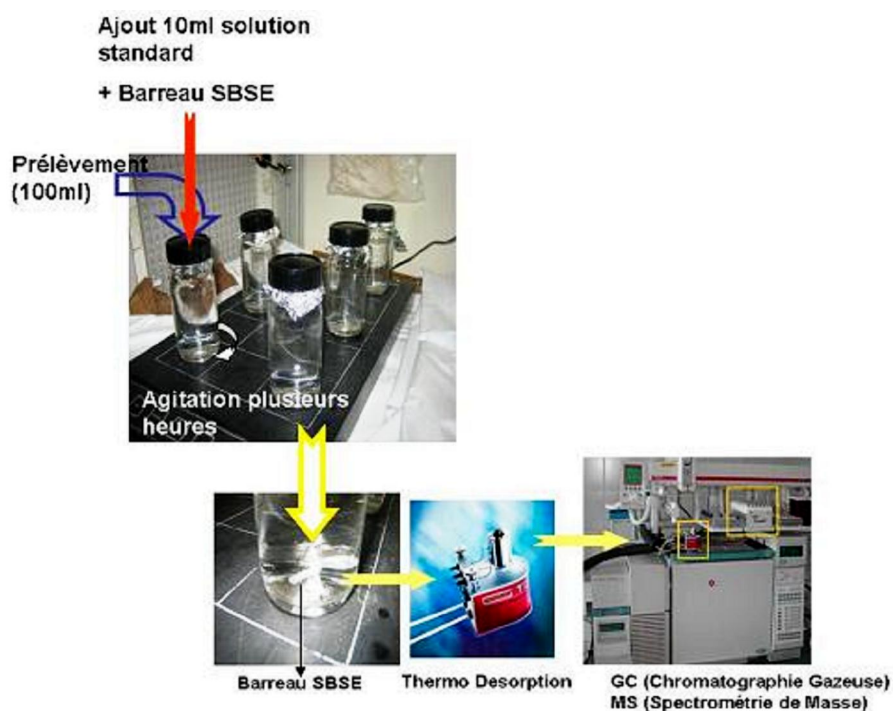 Ajout 10ml solution
standard
+ Barreau SBSE
Prélèvement
(100ml)
Agitation plusieurs
heures
Barreau SBSE
Thermo Desorption
GC (Chromatographie Gazeuse)
MS (Spectrométrie de Masse)